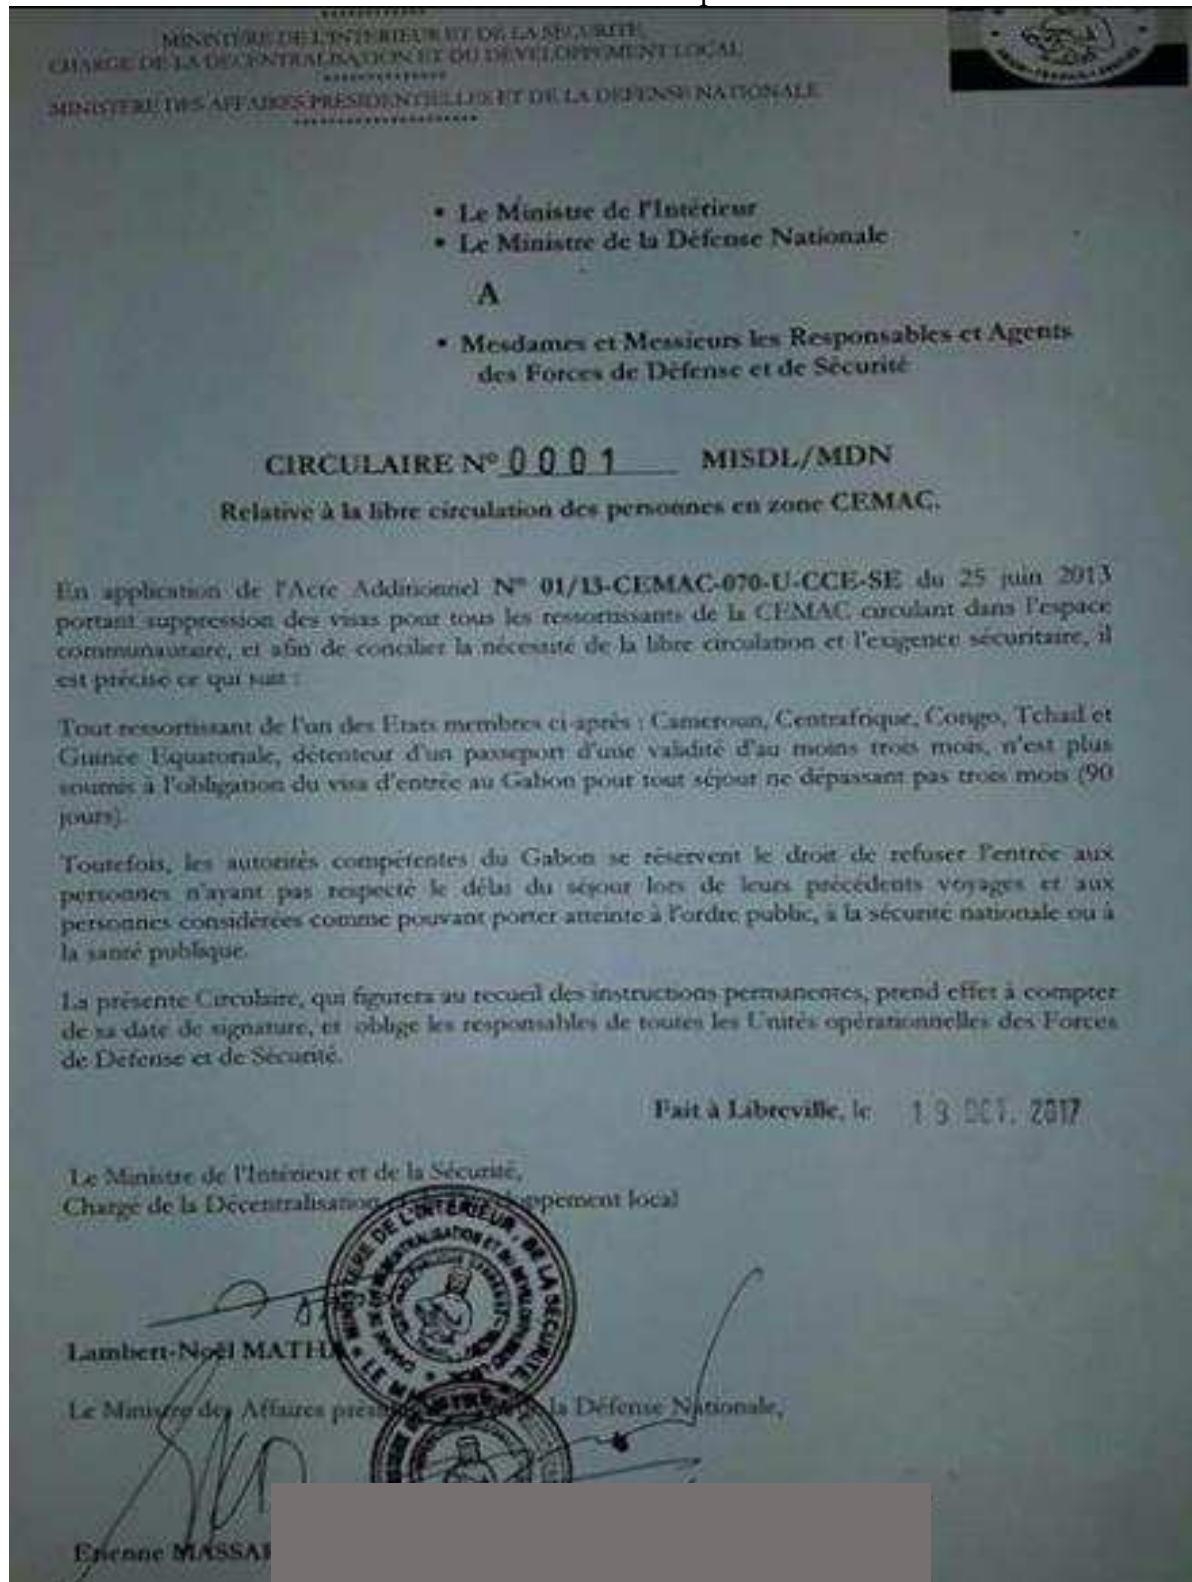 MINISTERE DE L'INTERIEUR ET DE LA SECURITE,
CHARGE DE LA DECENTRALISATION ET DU DEVELOPPEMENT LOCAL
MINISTERE DES AFFAIRES PRESIDENTIELLES ET DE LA DEFENSE NATIONALE
• Le Ministre de l'Intérieur
• Le Ministre de la Défense Nationale
A
• Mesdames et Messieurs les Responsables et Agents
des Forces de Défense et de Sécurité
CIRCULAIRE N° 0001 MISDL/MDN
Relative à la libre circulation des personnes en zone CEMAC.
En application de l'Acte Additionnel N° 01/13-CEMAC-070-U-CCE-SE du 25 juin 2013
portant suppression des visas pour tous les ressortissants de la CEMAC circulant dans l'espace
communautaire, et afin de concilier la nécessité de la libre circulation et l'exigence sécuritaire, il
est précisé ce qui suit :
Tout ressortissant de l'un des Etats membres ci-après : Cameroun, Centrafrique, Congo, Tchad et
Guinée Equatoriale, détenteur d'un passeport d'une validité d'au moins trois mois, n'est plus
soumis à l'obligation du visa d'entrée au Gabon pour tout séjour ne dépassant pas trois mois (90
jours).
Toutefois, les autorités compétentes du Gabon se réservent le droit de refuser l'entrée aux
personnes n'ayant pas respecté le délai du séjour lors de leurs précédents voyages et aux
personnes considérées comme pouvant porter atteinte à l'ordre public, à la sécurité nationale ou à
la santé publique.
La présente Circulaire, qui figurera au recueil des instructions permanentes, prend effet à compter
de sa date de signature, et oblige les responsables de toutes les Unités opérationnelles des Forces
de Défense et de Sécurité.
Fait à Libreville, le 19 OCT. 2017
Le Ministre de l'Intérieur et de la Sécurité,
Chargé de la Décentralisation local
MINISTERE DE L'INTERIEUR, DE LA SECURITE,
Lambert-Noël
Le Ministre des Affaires la Défense Nationale,
Etienne